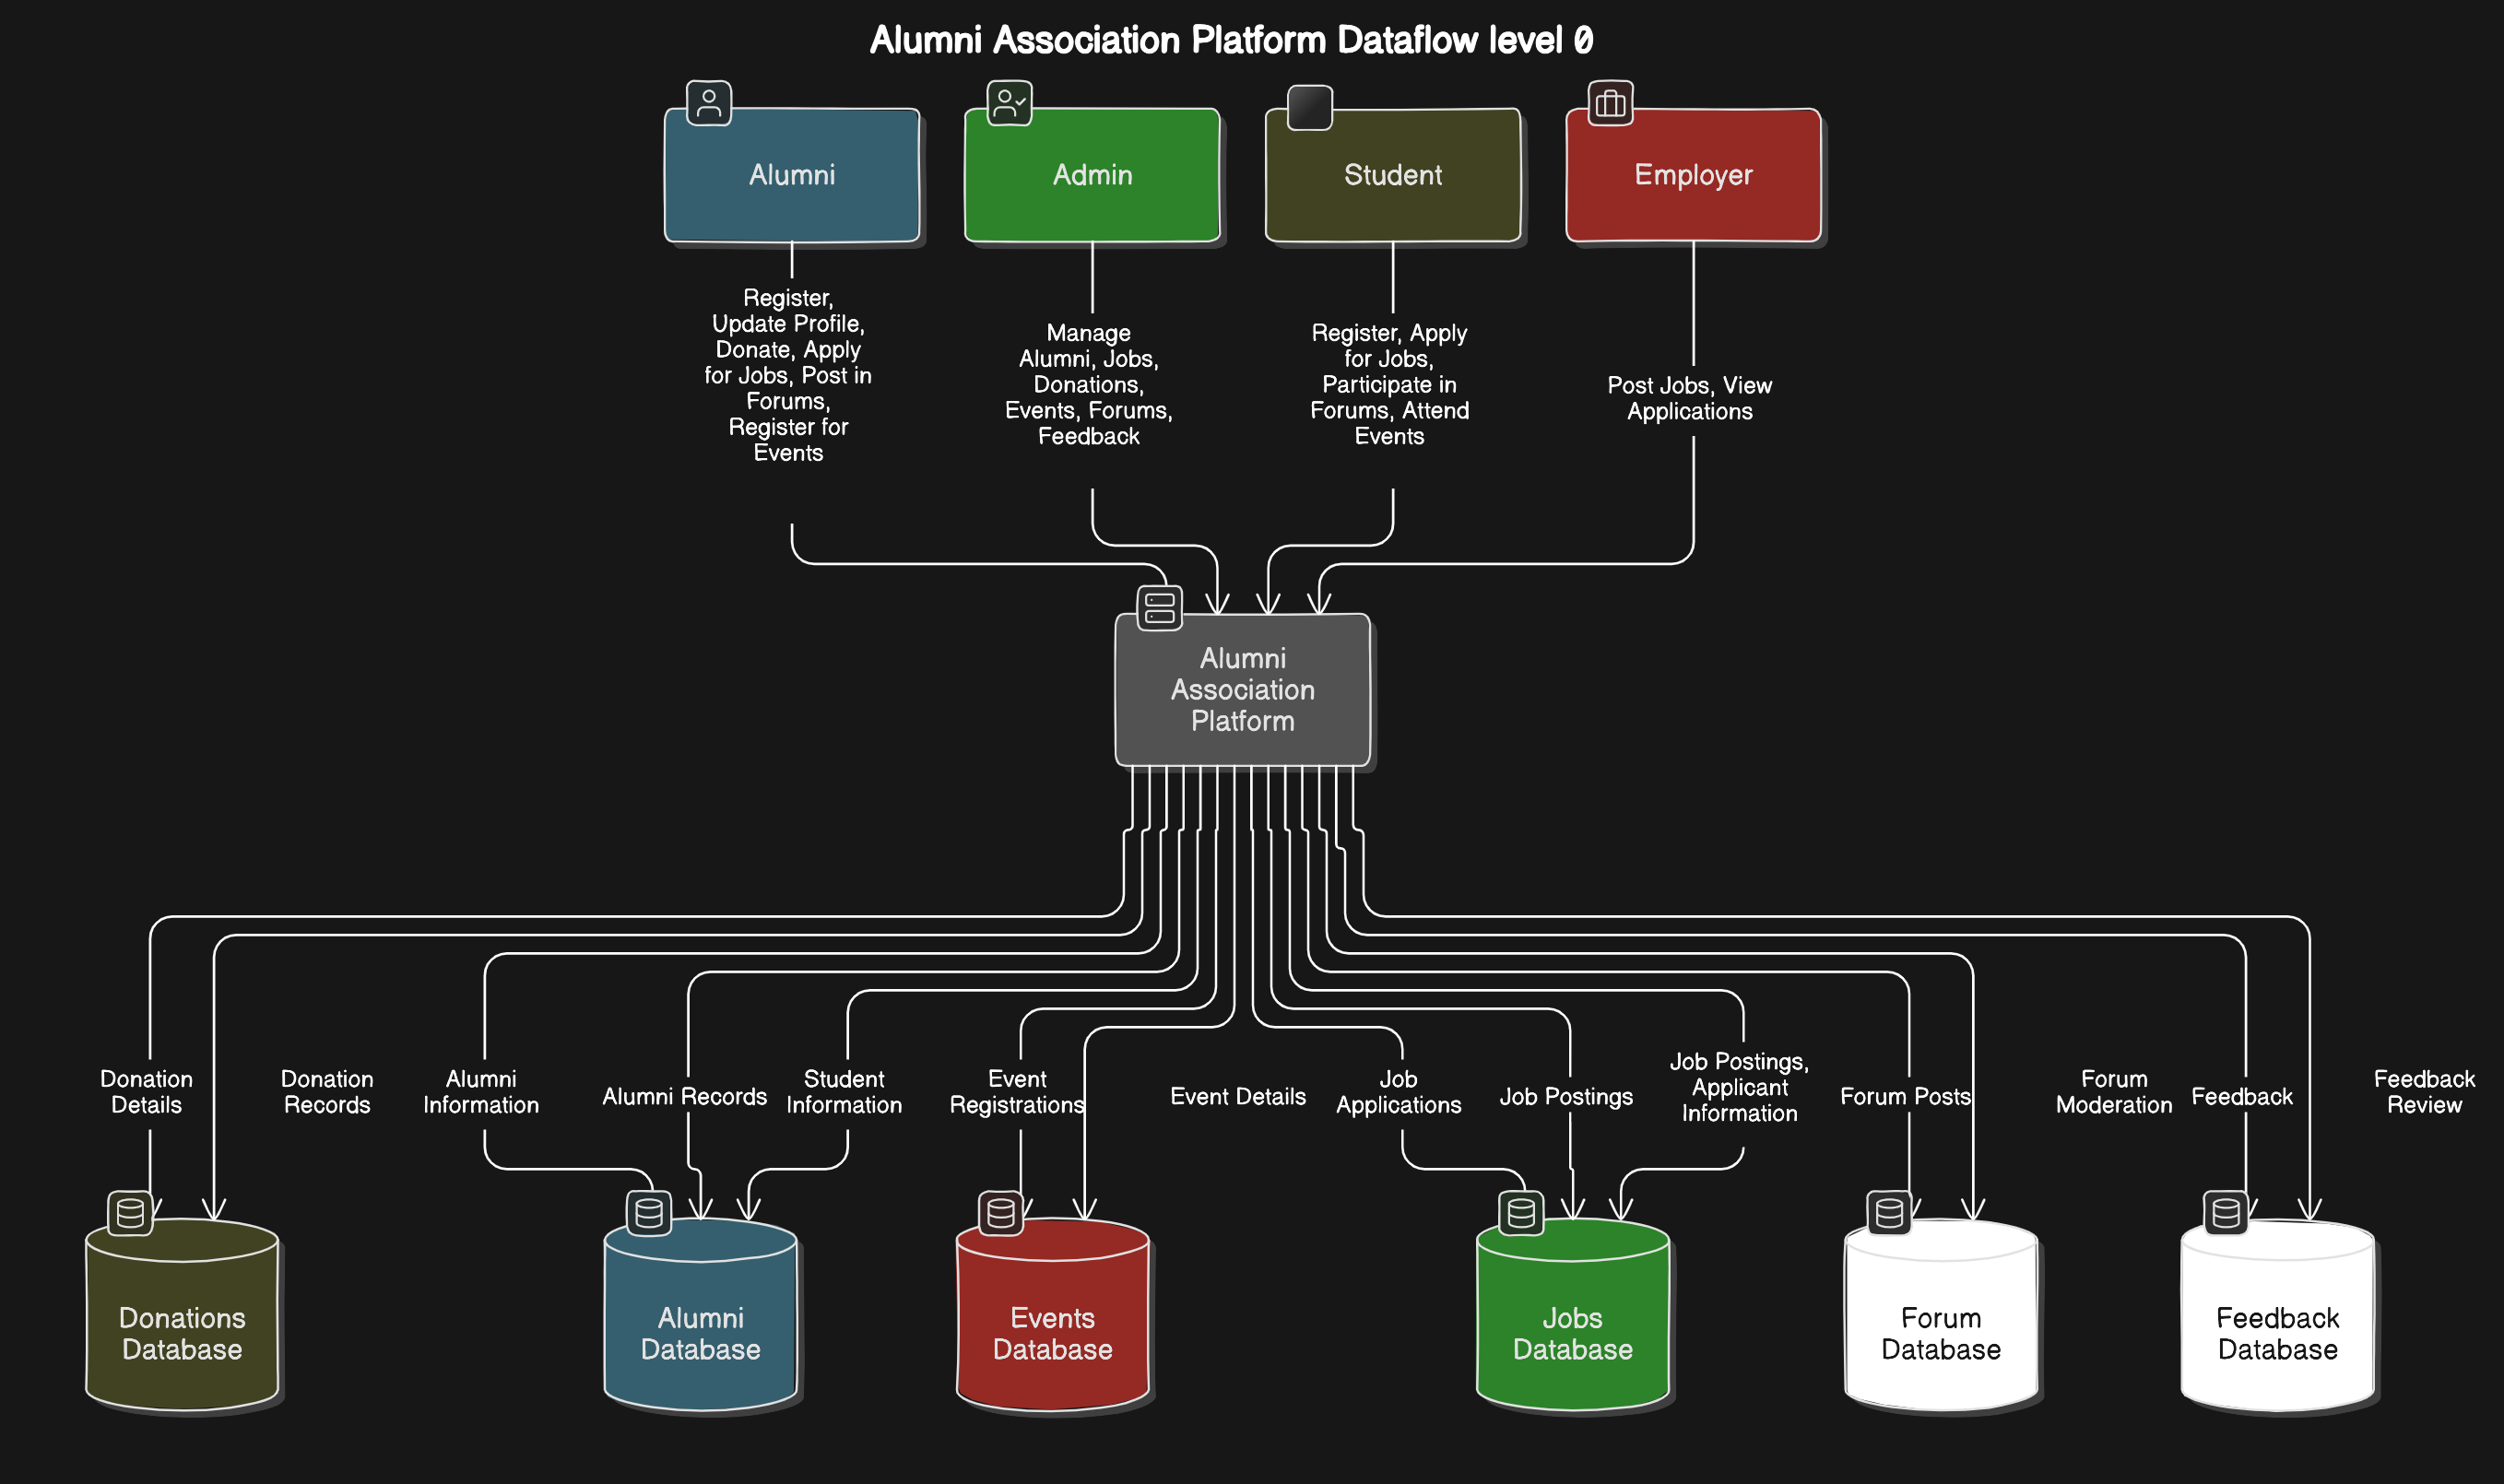 Alumni Association Platform Dataflow level 0
Alumni
Admin
Student
Employer
Register,
Update Profile,
Donate, Apply
for Jobs, Post in
Forums,
Register for
Events
Manage
Alumni, Jobs,
Donations,
Events, Forums,
Feedback
Register, Apply
for Jobs,
Participate in
Forums, Attend
Events
Post Jobs, View
Applications
Alumni
Association
Platform
Donation
Details
Donation
Records
Alumni
Information
Alumni Records
Student
Information
Event
Registrations
Event Details
Job
Applications
Job Postings
Job Postings,
Applicant
Information
Forum Posts
Forum
Moderation
Feedback
Feedback
Review
Donations
Database
Alumni
Database
Events
Database
Jobs
Database
Forum
Database
Feedback
Database